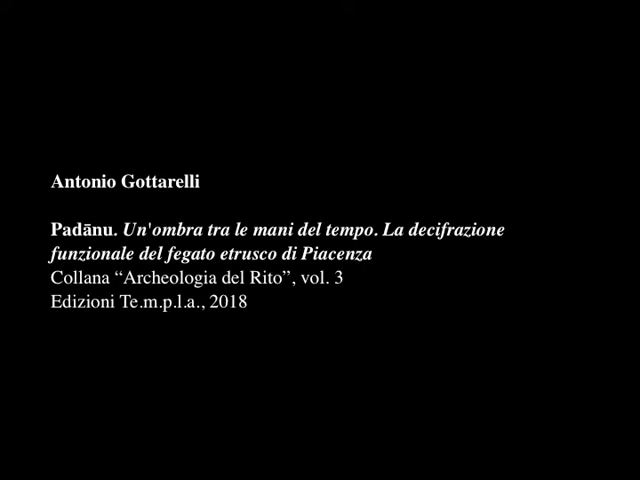 Antonio Gottarelli
Padānu. Un'ombra tra le mani del tempo. La decifrazione
funzionale del fegato etrusco di Piacenza
Collana “Archeologia del Rito”, vol. 3
Edizioni Te.m.p.l.a., 2018